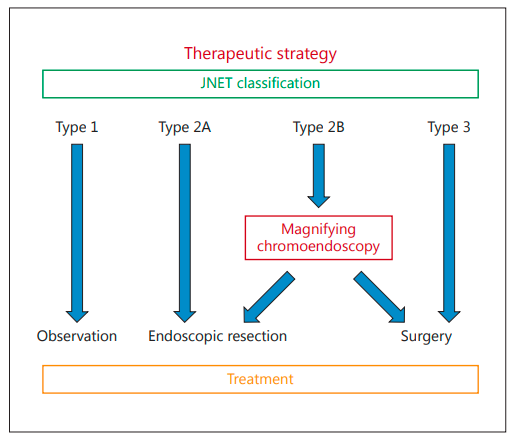 Therapeutic strategy
JNET classification
Type 1
Type 2A
Type 2B
Type 3
Magnifying
chromoendoscopy
Observation
Endoscopic resection
Surgery
Treatment